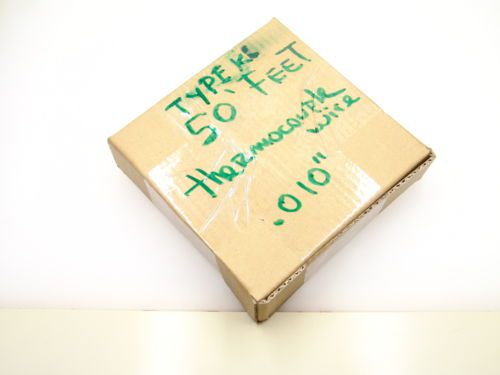 TYPE K
50' FEET
thermocouple
wire
.010"